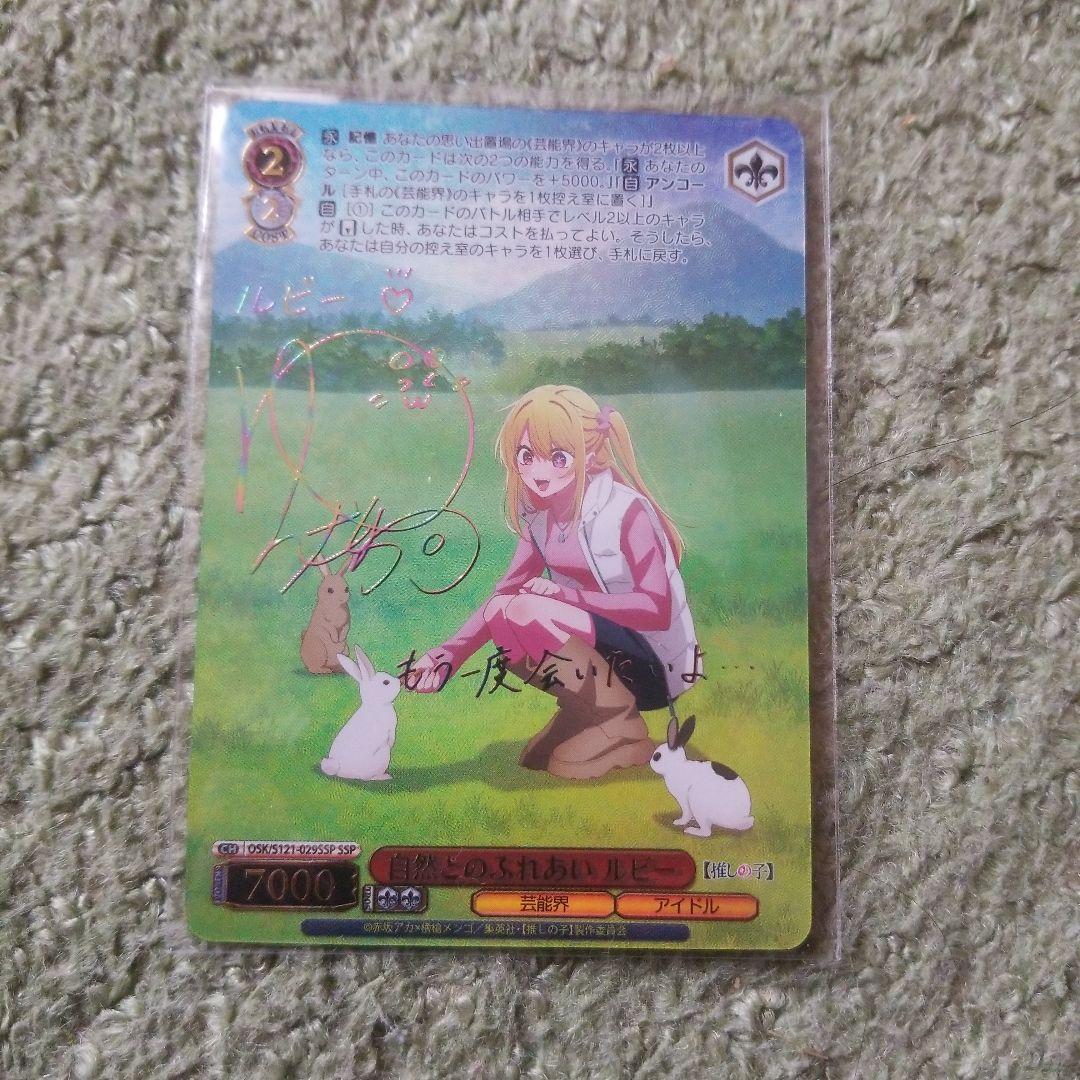 2
永 記憶 あなたの思い出置場の《芸能界》のキャラが2枚以上
なら、このカードは次の2つの能力を得る。『永 あなたの
ターン中、このカードのパワーを+5000。』『自 アンコー
ル [手札の《芸能界》のキャラを1枚控え室に置く]』
自 [①] このカードのバトル相手でレベル2以上のキャラ
がした時、あなたはコストを払ってよい。そうしたら、
あなたは自分の控え室のキャラを1枚選び、手札に戻す。
2
COST
ルビー
もう一度会いたいよ…
CH OSK/S121-029SSP SSP
自然とのふれあい ルビー
【推しの子】
7000
芸能界
アイドル
©赤坂アカ×横槍メンゴ／集英社・【推しの子】製作委員会